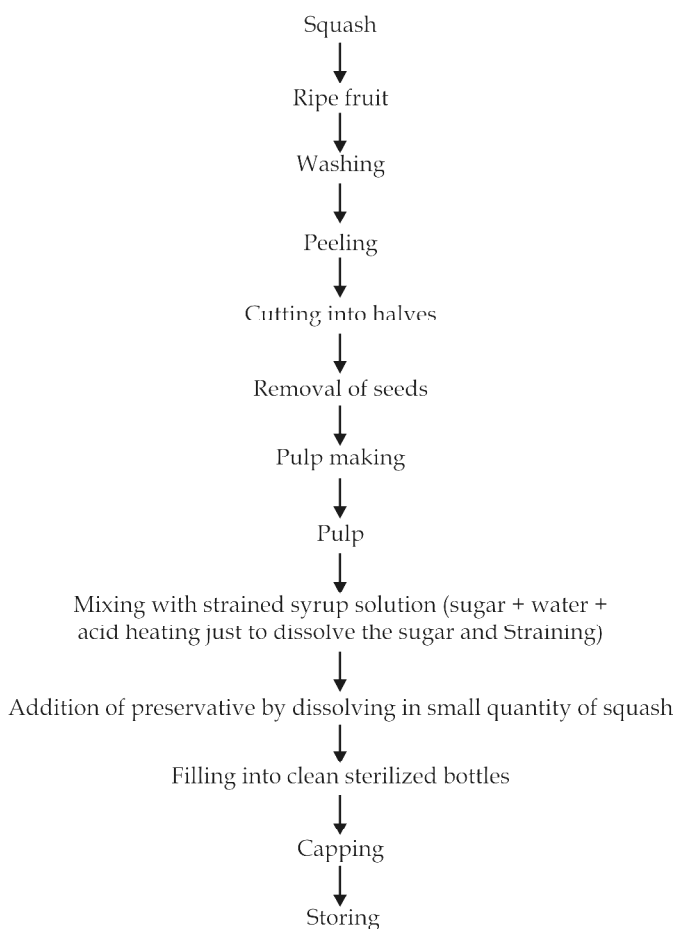 Squash
Ripe fruit
Washing
Peeling
Cutting into halves
Removal of seeds
Pulp making
Pulp
Mixing with strained syrup solution (sugar + water +
acid heating just to dissolve the sugar and Straining)
Addition of preservative by dissolving in small quantity of squash
Filling into clean sterilized bottles
Capping
Storing